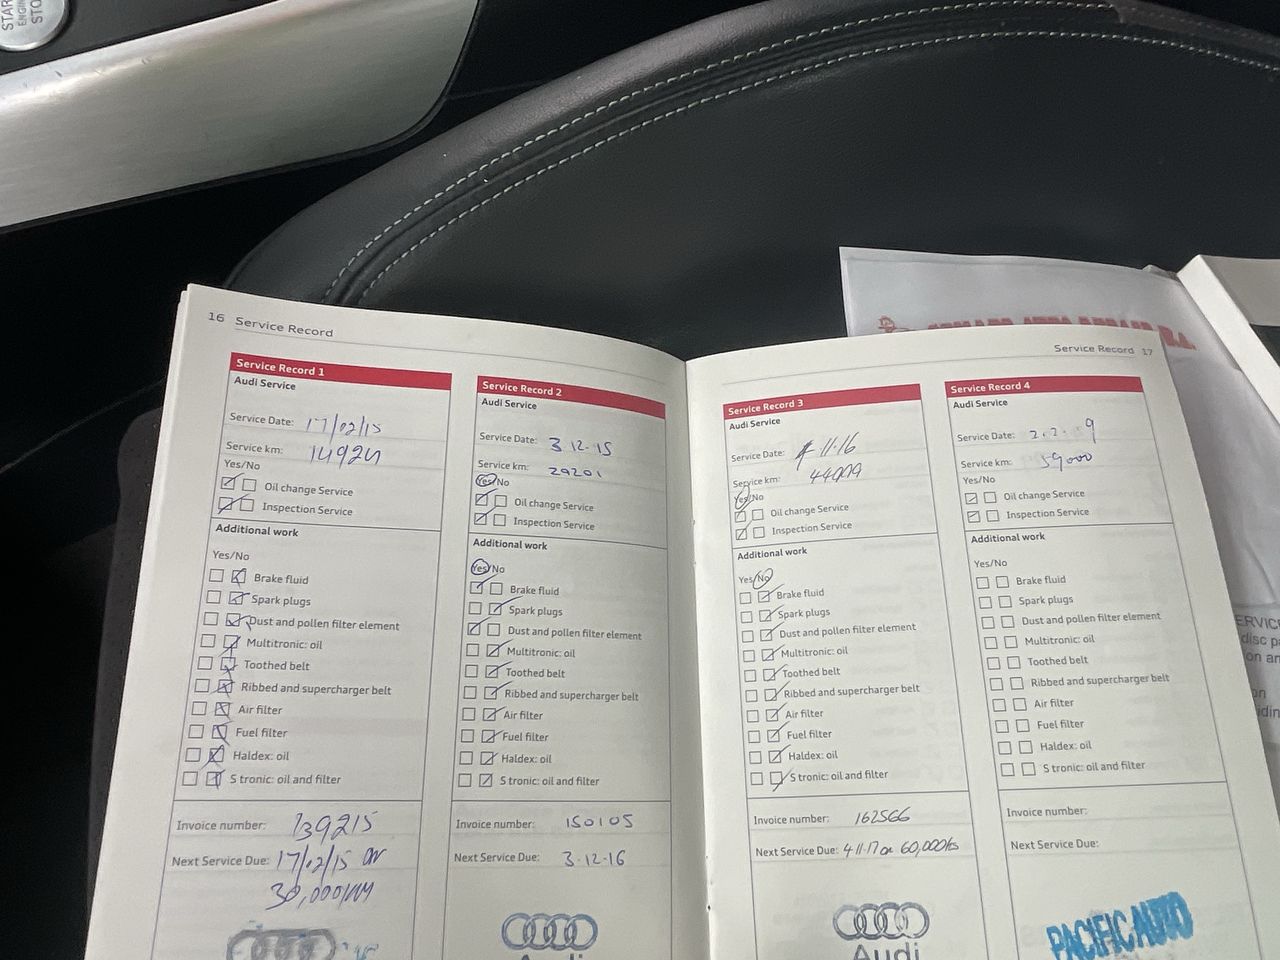 START
ENGINE
STOP
16 Service Record
Service Record 1
Audi Service
Service Date: 17/02/15
Service km: 14924
Yes/No
Oil change Service
Inspection Service
Additional work
Yes/No
Brake fluid
Spark plugs
Dust and pollen filter element
Multitronic: oil
Toothed belt
Ribbed and supercharger belt
Air filter
Fuel filter
Haldex: oil
S tronic: oil and filter
Invoice number: 139215
Next Service Due: 17/02/15 or
30,000KM
Service Record 2
Audi Service
Service Date: 3.12.15
Service km: 29201
Yes/No
Oil change Service
Inspection Service
Additional work
Yes/No
Brake fluid
Spark plugs
Dust and pollen filter element
Multitronic: oil
Toothed belt
Ribbed and supercharger belt
Air filter
Fuel filter
Haldex: oil
S tronic: oil and filter
Invoice number: 150105
Next Service Due: 3.12.16
Service Record 17
Service Record 3
Audi Service
Service Date: 11.16
Service km:
Yes/No
Oil change Service
Inspection Service
Additional work
Yes/No
Brake fluid
Spark plugs
Dust and pollen filter element
Multitronic: oil
Toothed belt
Ribbed and supercharger belt
Air filter
Fuel filter
Haldex: oil
S tronic: oil and filter
Invoice number: 162566
Next Service Due: 4.11.17 or 60,000ks
Audi
Service Record 4
Audi Service
Service Date:
Service km: 59000
Yes/No
Oil change Service
Inspection Service
Additional work
Yes/No
Brake fluid
Spark plugs
Dust and pollen filter element
Multitronic: oil
Toothed belt
Ribbed and supercharger belt
Air filter
Fuel filter
Haldex: oil
S tronic: oil and filter
Invoice number:
Next Service Due:
PACIFIC AUTO